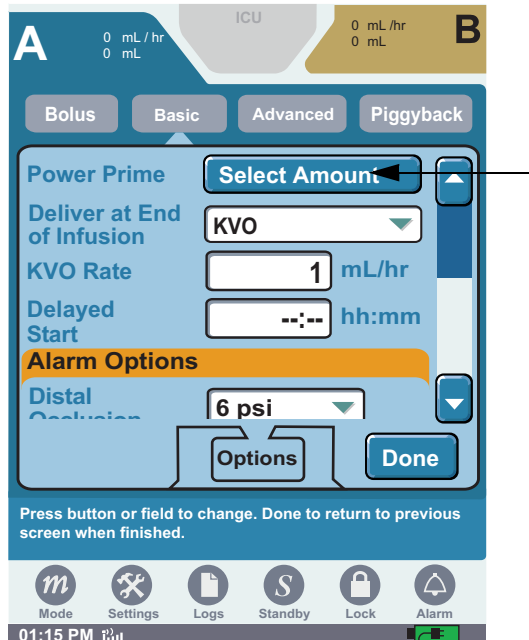 ICU
A
0 mL / hr
0 mL
0 mL /hr
0 mL
B
Bolus
Basic
Advanced
Piggyback
Power Prime
Select Amount
Deliver at End
of Infusion
KVO
KVO Rate
1
mL/hr
Delayed
Start
--:--
hh:mm
Alarm Options
Distal
Occlusion
6 psi
Options
Done
Press button or field to change. Done to return to previous
screen when finished.
m
S
Mode
Settings
Logs
Standby
Lock
Alarm
01:15 PM